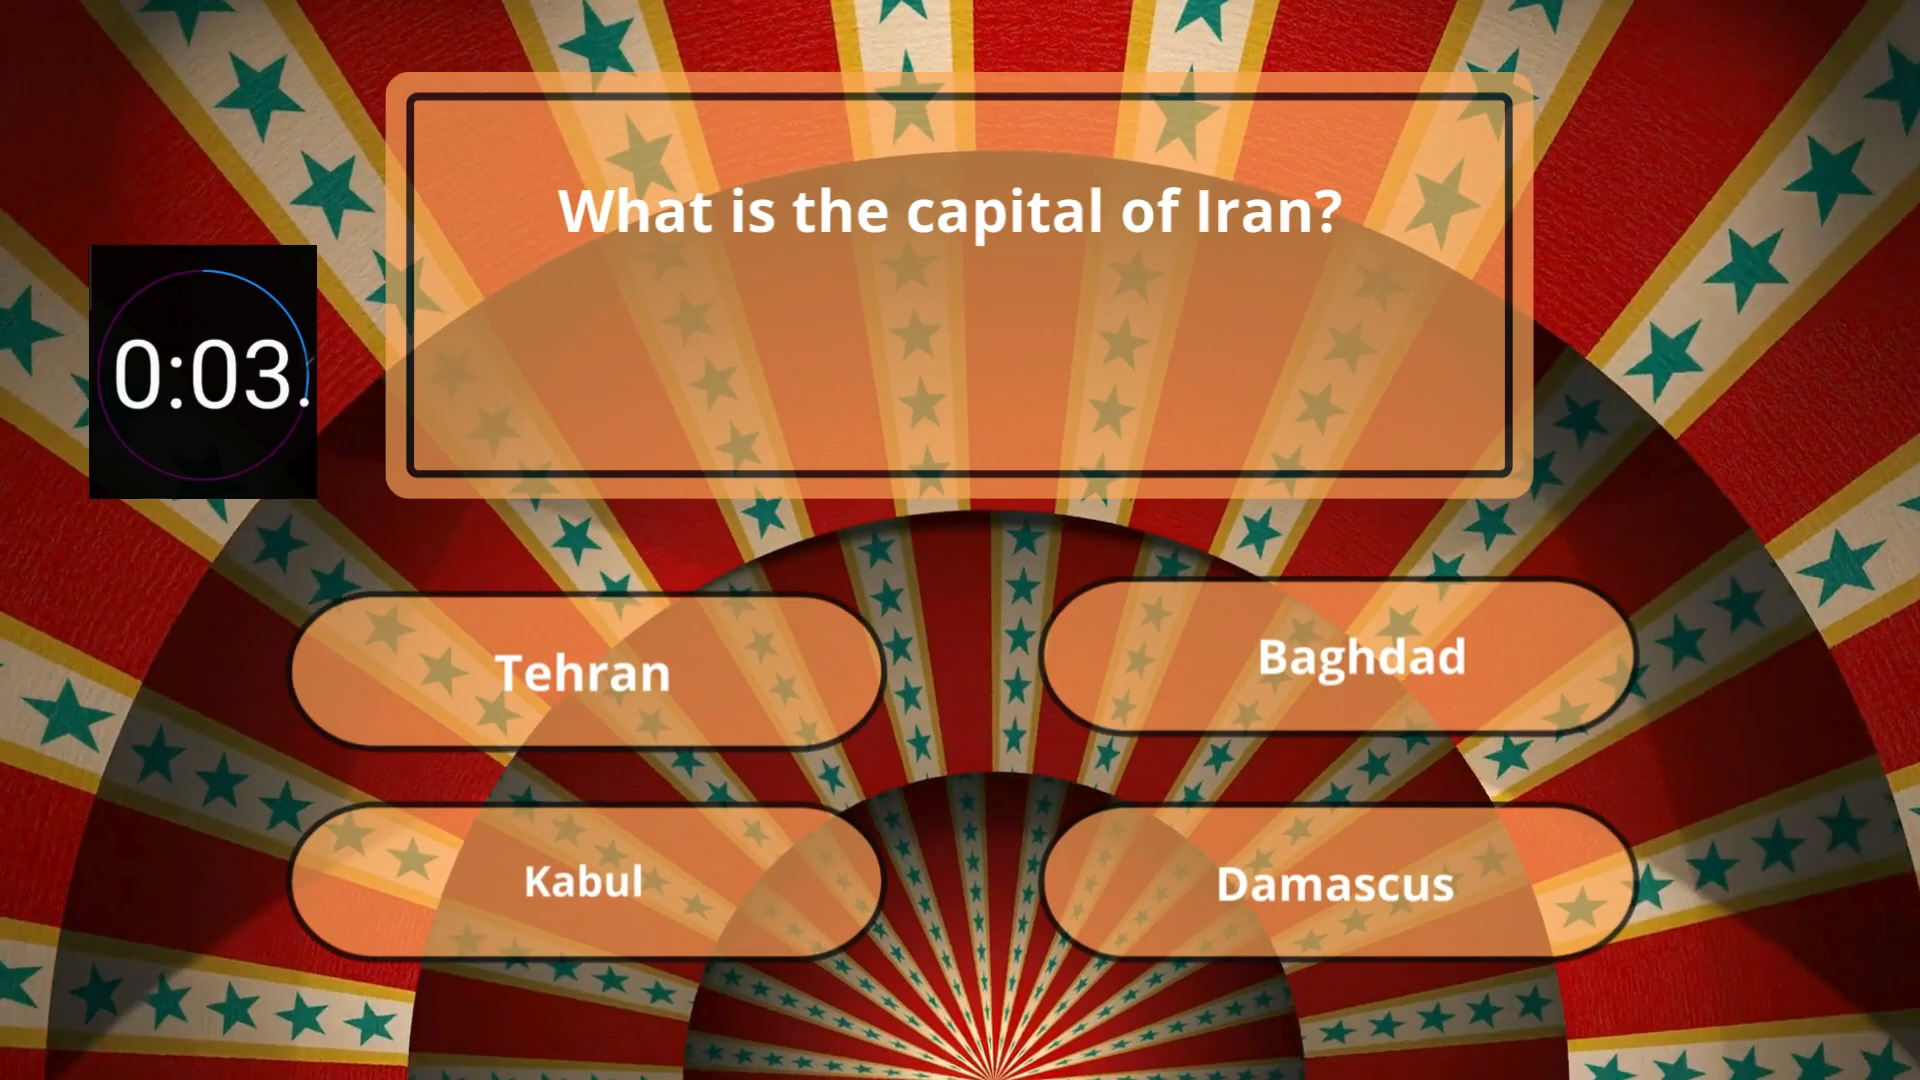 What is the capital of Iran?
0:03.
Tehran
Baghdad
Kabul
Damascus